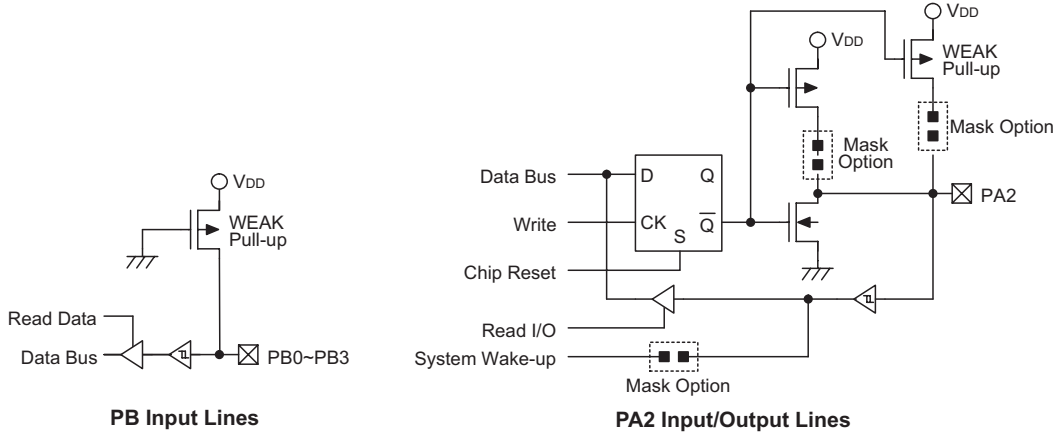 VDD
WEAK
Pull-up
Read Data
Data Bus
PB0~PB3
PB Input Lines
VDD
VDD
WEAK
Pull-up
Mask Option
Mask
Option
Data Bus
D
Q
Write
CK
Q
S
Chip Reset
PA2
Read I/O
System Wake-up
Mask Option
PA2 Input/Output Lines